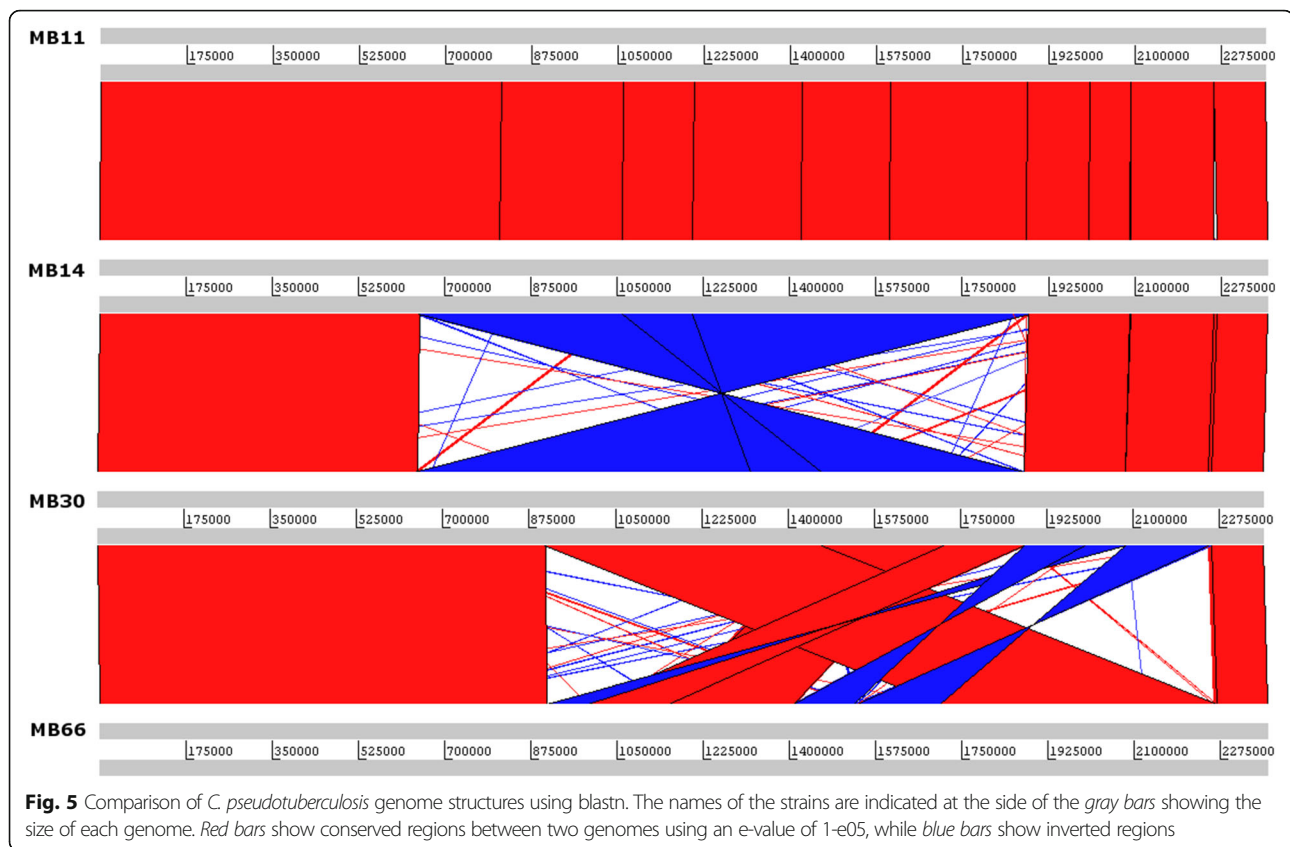 MB11
175000 350000 525000 700000 875000 1050000 1225000 1400000 1575000 1750000 1925000 2100000 2275000
MB14
175000 350000 525000 700000 875000 1050000 1225000 1400000 1575000 1750000 1925000 2100000 2275000
MB30
175000 350000 525000 700000 875000 1050000 1225000 1400000 1575000 1750000 1925000 2100000 2275000
MB66
175000 350000 525000 700000 875000 1050000 1225000 1400000 1575000 1750000 1925000 2100000 2275000
Fig. 5 Comparison of C. pseudotuberculosis genome structures using blastn. The names of the strains are indicated at the side of the gray bars showing the
size of each genome. Red bars show conserved regions between two genomes using an e-value of 1-e05, while blue bars show inverted regions